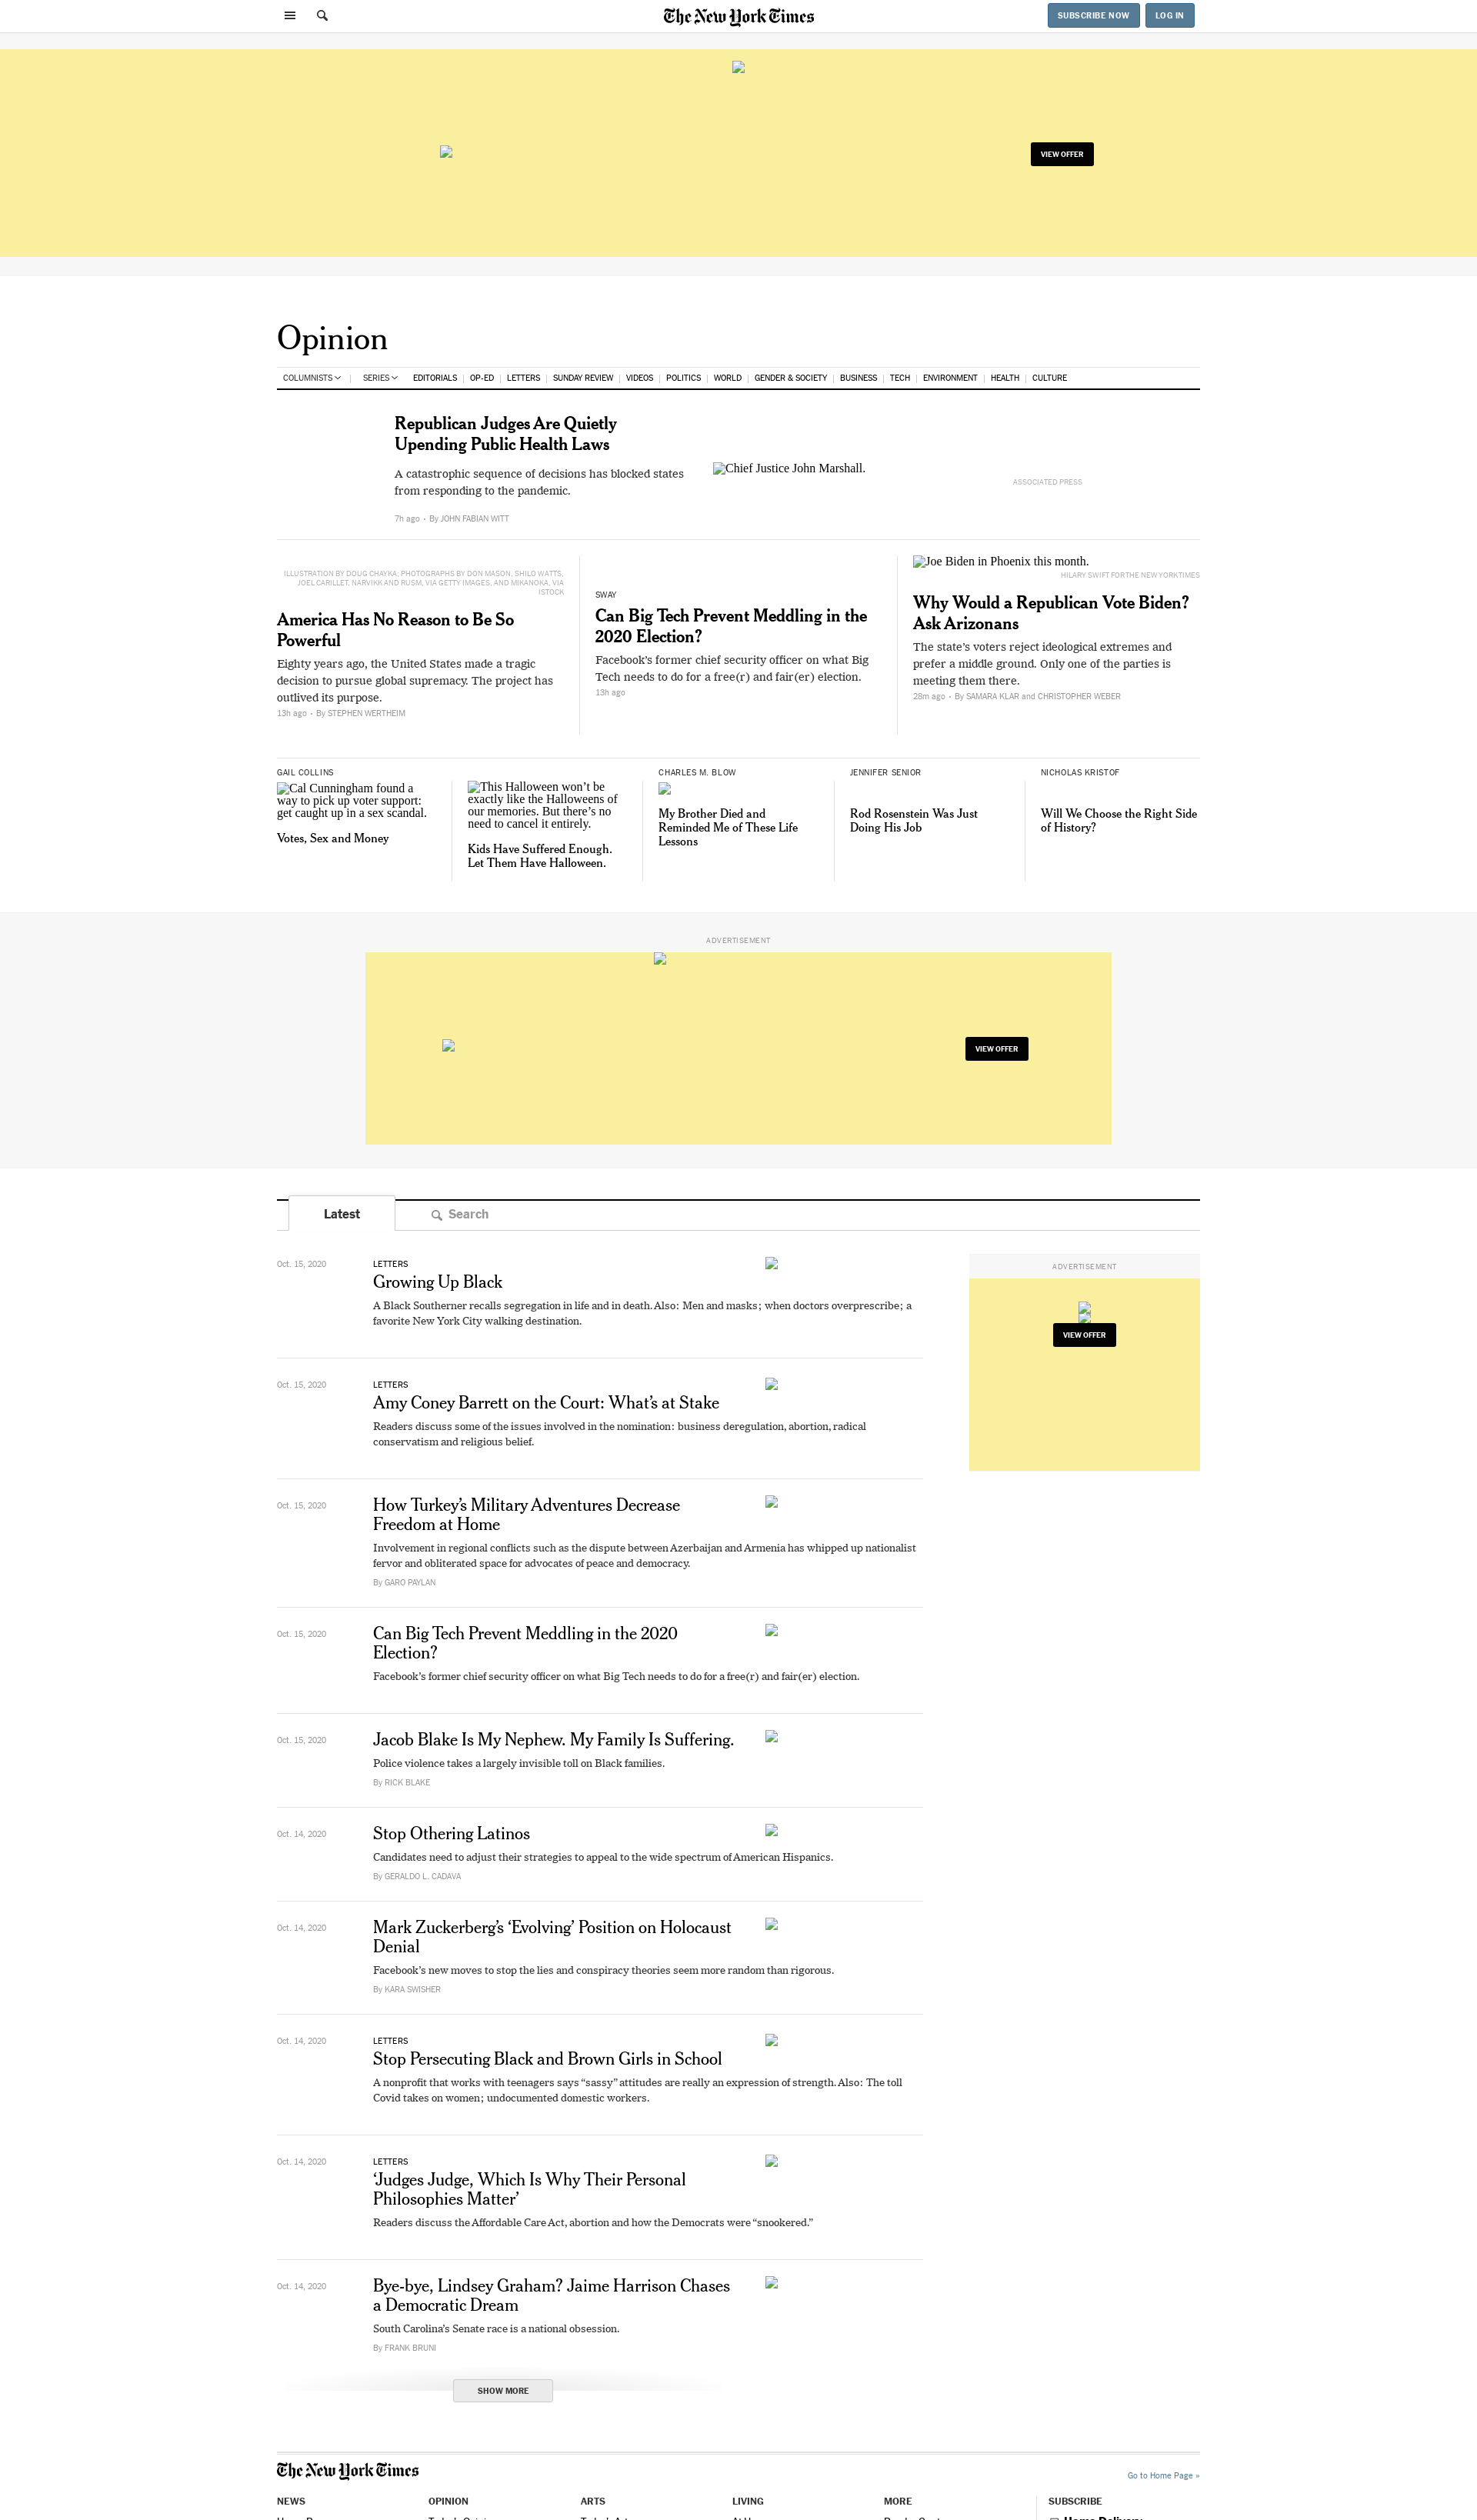 The New York Times
SUBSCRIBE NOW
LOG IN
VIEW OFFER
Opinion
COLUMNISTS
SERIES
EDITORIALS
OP-ED
LETTERS
SUNDAY REVIEW
VIDEOS
POLITICS
WORLD
GENDER & SOCIETY
BUSINESS
TECH
ENVIRONMENT
HEALTH
CULTURE
Republican Judges Are Quietly
Upending Public Health Laws
A catastrophic sequence of decisions has blocked states
from responding to the pandemic.
7h ago • By JOHN FABIAN WITT
Chief Justice John Marshall.
ASSOCIATED PRESS
ILLUSTRATION BY DOUG CHAYKA; PHOTOGRAPHS BY DON MASON, SHILO WATTS,
JOEL CARILLET, NARVIKK AND RUSM, VIA GETTY IMAGES, AND MIKANOKA, VIA
ISTOCK
America Has No Reason to Be So
Powerful
Eighty years ago, the United States made a tragic
decision to pursue global supremacy. The project has
outlived its purpose.
13h ago • By STEPHEN WERTHEIM
SWAY
Can Big Tech Prevent Meddling in the
2020 Election?
Facebook’s former chief security officer on what Big
Tech needs to do for a free(r) and fair(er) election.
13h ago
Joe Biden in Phoenix this month.
HILARY SWIFT FOR THE NEW YORK TIMES
Why Would a Republican Vote Biden?
Ask Arizonans
The state’s voters reject ideological extremes and
prefer a middle ground. Only one of the parties is
meeting them there.
28m ago • By SAMARA KLAR and CHRISTOPHER WEBER
GAIL COLLINS
Cal Cunningham found a
way to pick up voter support:
get caught up in a sex scandal.
Votes, Sex and Money
This Halloween won’t be
exactly like the Halloweens of
our memories. But there’s no
need to cancel it entirely.
Kids Have Suffered Enough.
Let Them Have Halloween.
CHARLES M. BLOW
My Brother Died and
Reminded Me of These Life
Lessons
JENNIFER SENIOR
Rod Rosenstein Was Just
Doing His Job
NICHOLAS KRISTOF
Will We Choose the Right Side
of History?
ADVERTISEMENT
VIEW OFFER
Latest
Search
Oct. 15, 2020
LETTERS
Growing Up Black
A Black Southerner recalls segregation in life and in death. Also: Men and masks; when doctors overprescribe; a
favorite New York City walking destination.
ADVERTISEMENT
VIEW OFFER
Oct. 15, 2020
LETTERS
Amy Coney Barrett on the Court: What’s at Stake
Readers discuss some of the issues involved in the nomination: business deregulation, abortion, radical
conservatism and religious belief.
Oct. 15, 2020
How Turkey’s Military Adventures Decrease
Freedom at Home
Involvement in regional conflicts such as the dispute between Azerbaijan and Armenia has whipped up nationalist
fervor and obliterated space for advocates of peace and democracy.
By GARO PAYLAN
Oct. 15, 2020
Can Big Tech Prevent Meddling in the 2020
Election?
Facebook’s former chief security officer on what Big Tech needs to do for a free(r) and fair(er) election.
Oct. 15, 2020
Jacob Blake Is My Nephew. My Family Is Suffering.
Police violence takes a largely invisible toll on Black families.
By RICK BLAKE
Oct. 14, 2020
Stop Othering Latinos
Candidates need to adjust their strategies to appeal to the wide spectrum of American Hispanics.
By GERALDO L. CADAVA
Oct. 14, 2020
Mark Zuckerberg’s ‘Evolving’ Position on Holocaust
Denial
Facebook’s new moves to stop the lies and conspiracy theories seem more random than rigorous.
By KARA SWISHER
Oct. 14, 2020
LETTERS
Stop Persecuting Black and Brown Girls in School
A nonprofit that works with teenagers says “sassy” attitudes are really an expression of strength. Also: The toll
Covid takes on women; undocumented domestic workers.
Oct. 14, 2020
LETTERS
‘Judges Judge, Which Is Why Their Personal
Philosophies Matter’
Readers discuss the Affordable Care Act, abortion and how the Democrats were “snookered.”
Oct. 14, 2020
Bye-bye, Lindsey Graham? Jaime Harrison Chases
a Democratic Dream
South Carolina’s Senate race is a national obsession.
By FRANK BRUNI
SHOW MORE
The New York Times
Go to Home Page »
NEWS
OPINION
ARTS
LIVING
MORE
SUBSCRIBE